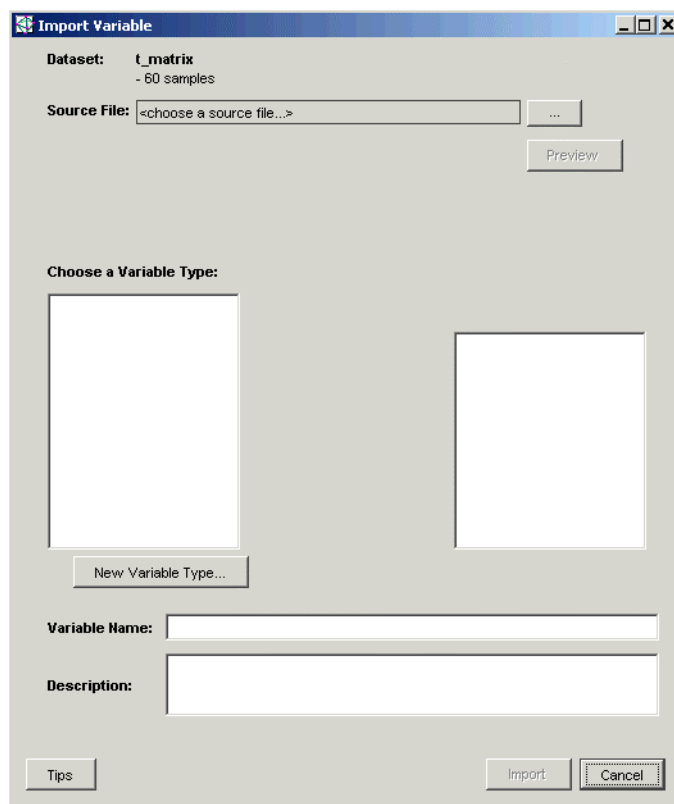 Import Variable
Dataset: t_matrix
- 60 samples
Source File: <choose a source file...> ...
Preview
Choose a Variable Type:
New Variable Type...
Variable Name:
Description:
Tips Import Cancel